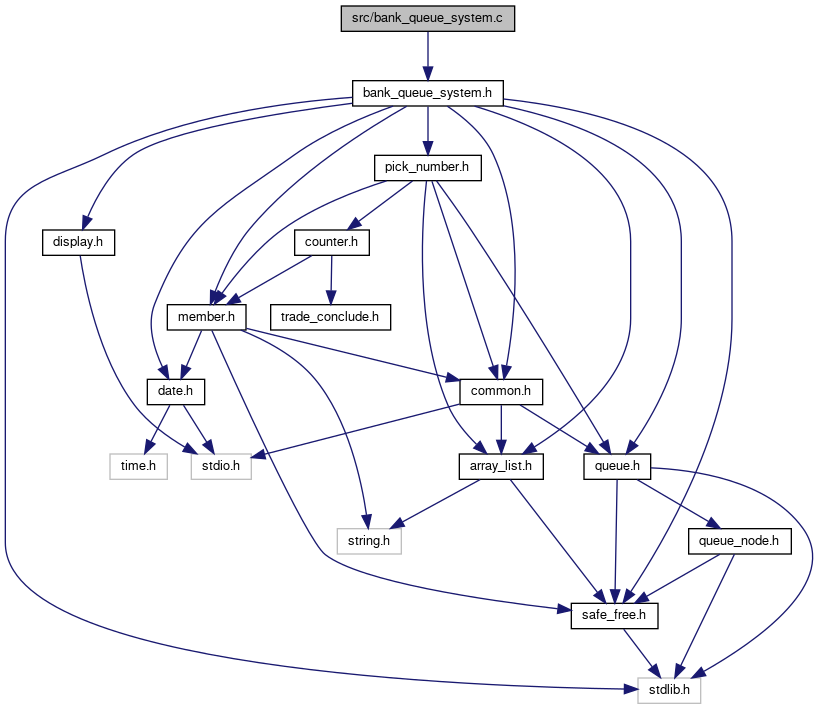 src/bank_queue_system.c
bank_queue_system.h
pick_number.h
display.h
counter.h
member.h
trade_conclude.h
date.h
common.h
time.h
stdio.h
array_list.h
queue.h
string.h
queue_node.h
safe_free.h
stdlib.h